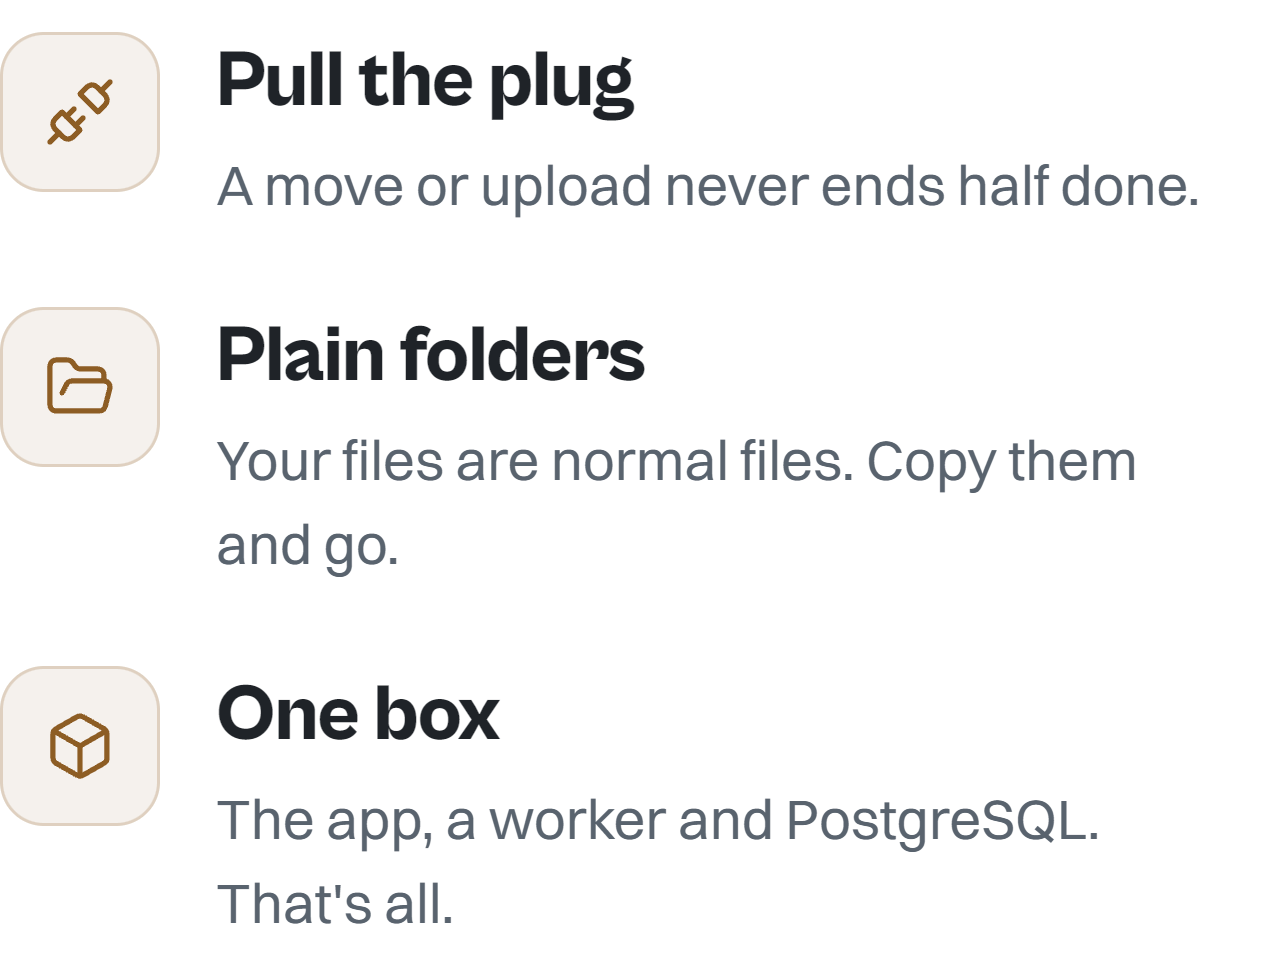 Pull the plug
A move or upload never ends half done.
Plain folders
Your files are normal files. Copy them
and go.
One box
The app, a worker and PostgreSQL.
That's all.